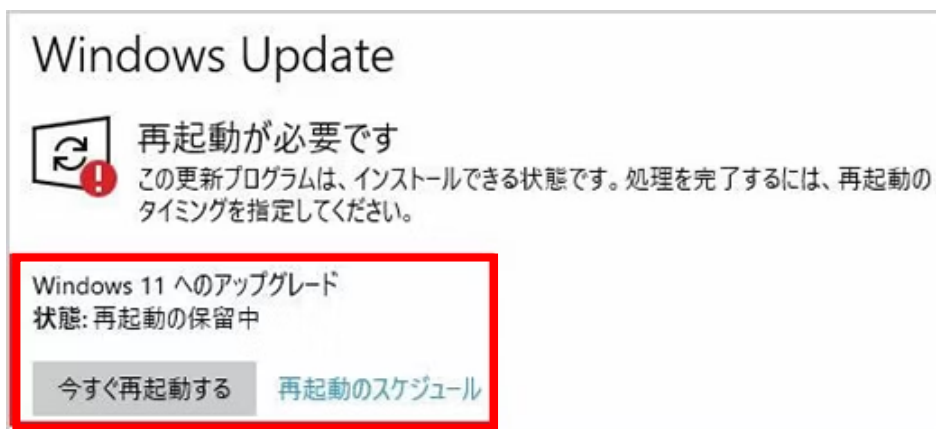 Windows Update
再起動が必要です
この更新プログラムは、インストールできる状態です。処理を完了するには、再起動の
タイミングを指定してください。
Windows 11 へのアップグレード
状態: 再起動の保留中
今すぐ再起動する 再起動のスケジュール